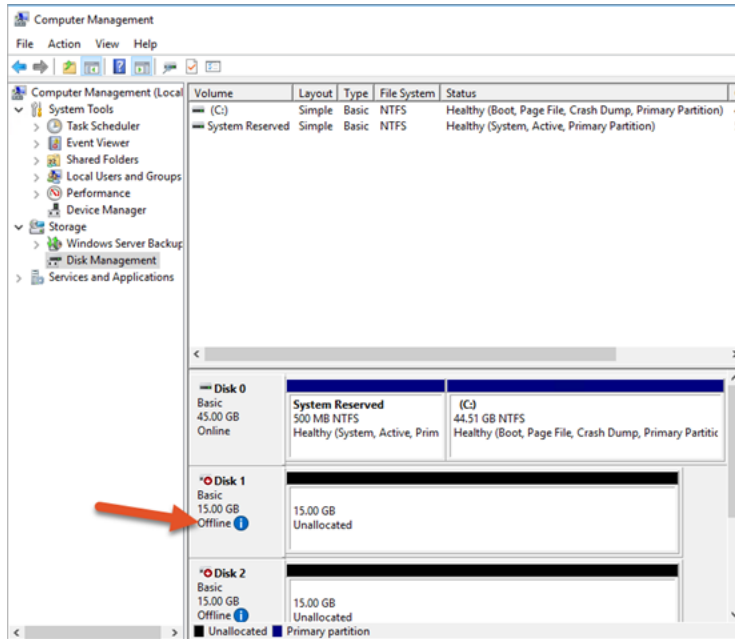 Computer Management
File Action View Help
Computer Management (Local
System Tools
Task Scheduler
Event Viewer
Shared Folders
Local Users and Groups
Performance
Device Manager
Storage
Windows Server Backup
Disk Management
Services and Applications
Volume Layout Type File System Status
(C:) Simple Basic NTFS Healthy (Boot, Page File, Crash Dump, Primary Partition)
System Reserved Simple Basic NTFS Healthy (System, Active, Primary Partition)
Disk 0
Basic
45.00 GB
Online
System Reserved
500 MB NTFS
Healthy (System, Active, Prim
(C:)
44.51 GB NTFS
Healthy (Boot, Page File, Crash Dump, Primary Partitic
Disk 1
Basic
15.00 GB
Offline
15.00 GB
Unallocated
Disk 2
Basic
15.00 GB
Offline
15.00 GB
Unallocated
Unallocated Primary partition